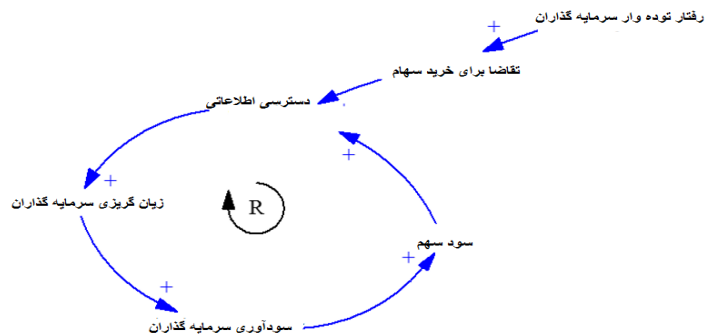 رفتار توده وار سرمایه گذاران
+
تقاضا برای خرید سهام
دسترسی اطلاعاتی
+
+
زیان گریزی سرمایه گذاران
R
سود سهم
+
+
سودآوری سرمایه گذاران